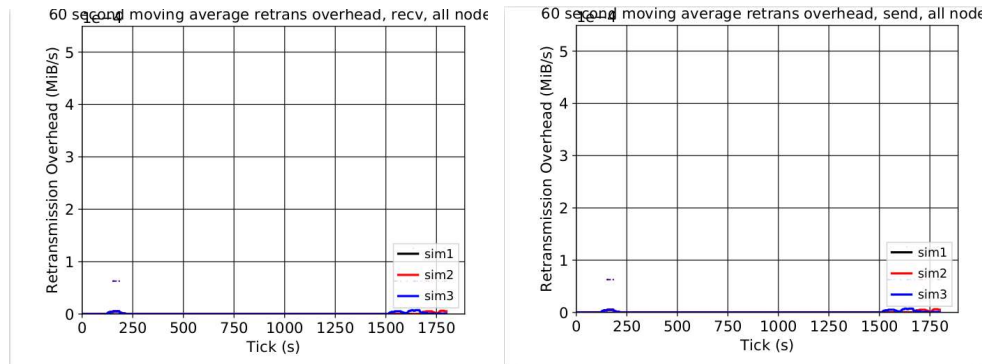 60 second moving average retrans overhead, recv, all node
1e−4
5
4
3
2
1
0
Retransmission Overhead (MiB/s)
sim1
sim2
sim3
0 250 500 750 1000 1250 1500 1750
Tick (s)
60 second moving average retrans overhead, send, all node
1e−4
5
4
3
2
1
0
Retransmission Overhead (MiB/s)
sim1
sim2
sim3
0 250 500 750 1000 1250 1500 1750
Tick (s)